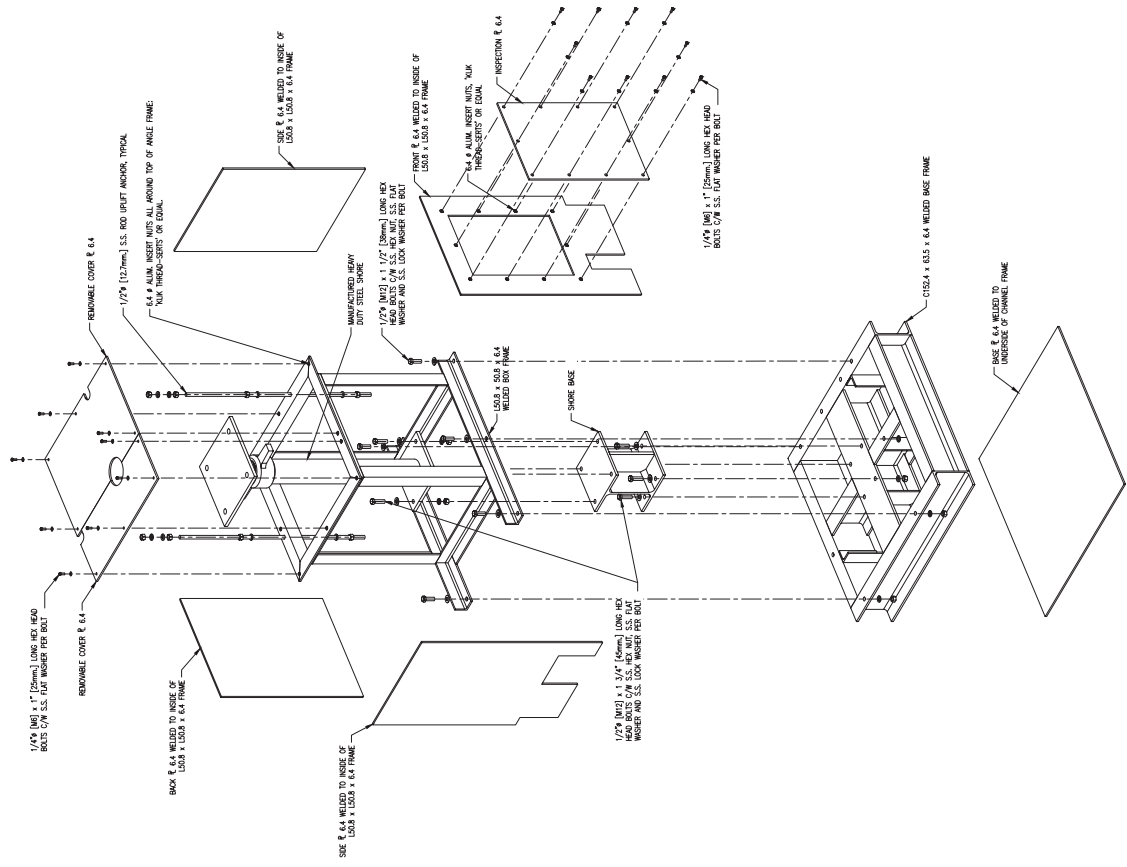 1/4"ø [M6] x 1" [25mm.] LONG HEX HEAD
BOLTS C/W S.S. FLAT WASHER PER BOLT
REMOVABLE COVER ℄ 6.4
BACK ℄ 6.4 WELDED TO INSIDE OF
L50.8 x L50.8 x 6.4 FRAME
SIDE ℄ 6.4 WELDED TO INSIDE OF
L50.8 x L50.8 x 6.4 FRAME
REMOVABLE COVER ℄ 6.4
1/2"ø [12.7mm.] S.S. ROD UPLIFT ANCHOR, TYPICAL
6.4 ø ALUM. INSERT NUTS ALL AROUND TOP OF ANGLE FRAME:
'KLIK THREAD-SERTS' OR EQUAL.
SIDE ℄ 6.4 WELDED TO INSIDE OF
L50.8 x L50.8 x 6.4 FRAME
MANUFACTURED HEAVY
DUTY STEEL SHORE
1/2"ø [M12] x 1 1/2" [38mm.] LONG HEX
HEAD BOLTS C/W S.S. HEX NUT, S.S. FLAT
WASHER AND S.S. LOCK WASHER PER BOLT
FRONT ℄ 6.4 WELDED TO INSIDE OF
L50.8 x L50.8 x 6.4 FRAME
6.4 ø ALUM. INSERT NUTS, 'KLIK
THREAD-SERTS' OR EQUAL
INSPECTION ℄ 6.4
1/4"ø [M6] x 1" [25mm.] LONG HEX HEAD
BOLTS C/W S.S. FLAT WASHER PER BOLT
L50.8 x 50.8 x 6.4
WELDED BOX FRAME
SHORE BASE
1/2"ø [M12] x 1 3/4" [45mm.] LONG HEX
HEAD BOLTS C/W S.S. HEX NUT, S.S. FLAT
WASHER AND S.S. LOCK WASHER PER BOLT
C152.4 x 63.5 x 6.4 WELDED BASE FRAME
BASE ℄ 6.4 WELDED TO
UNDERSIDE OF CHANNEL FRAME